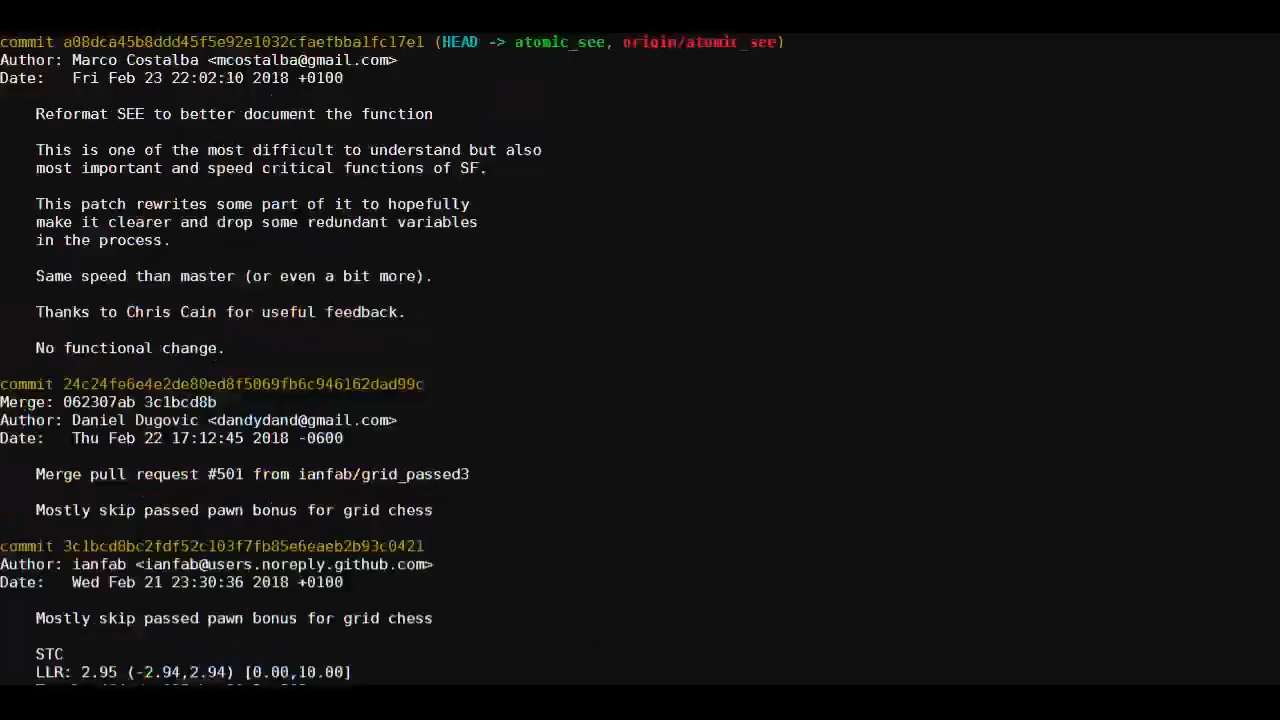 commit a08dca45b8ddd45f5e92e1032cfaefbba1fc17e1 (HEAD -> atomic_see, origin/atomic_see)
Author: Marco Costalba <mcostalba@gmail.com>
Date:   Fri Feb 23 22:02:10 2018 +0100
Reformat SEE to better document the function
This is one of the most difficult to understand but also
most important and speed critical functions of SF.
This patch rewrites some part of it to hopefully
make it clearer and drop some redundant variables
in the process.
Same speed than master (or even a bit more).
Thanks to Chris Cain for useful feedback.
No functional change.
commit 24c24fe6e4e2de80ed8f5069fb6c946162dad99c
Merge: 062307ab 3c1bcd8b
Author: Daniel Dugovic <dandydand@gmail.com>
Date:   Thu Feb 22 17:12:45 2018 -0600
Merge pull request #501 from ianfab/grid_passed3
Mostly skip passed pawn bonus for grid chess
commit 3c1bcd8bc2fdf52c103f7fb85e6eaeb2b93c0421
Author: ianfab <ianfab@users.noreply.github.com>
Date:   Wed Feb 21 23:30:36 2018 +0100
Mostly skip passed pawn bonus for grid chess
STC
LLR: 2.95 (-2.94,2.94) [0.00,10.00]